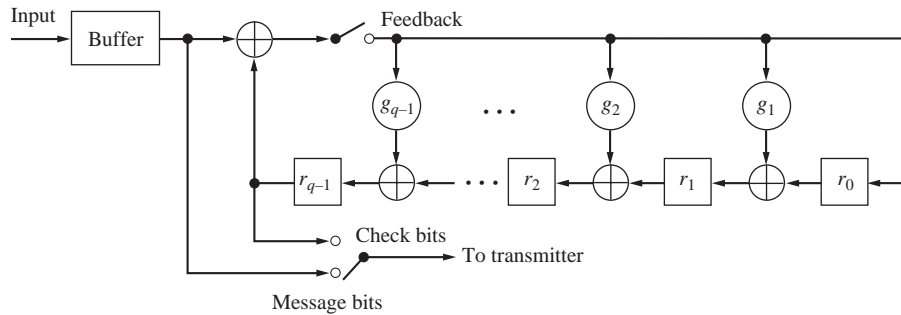 Input
Buffer
Feedback
g_{q–1}
. . .
g_2
g_1
r_{q–1}
. . .
r_2
r_1
r_0
Check bits
To transmitter
Message bits